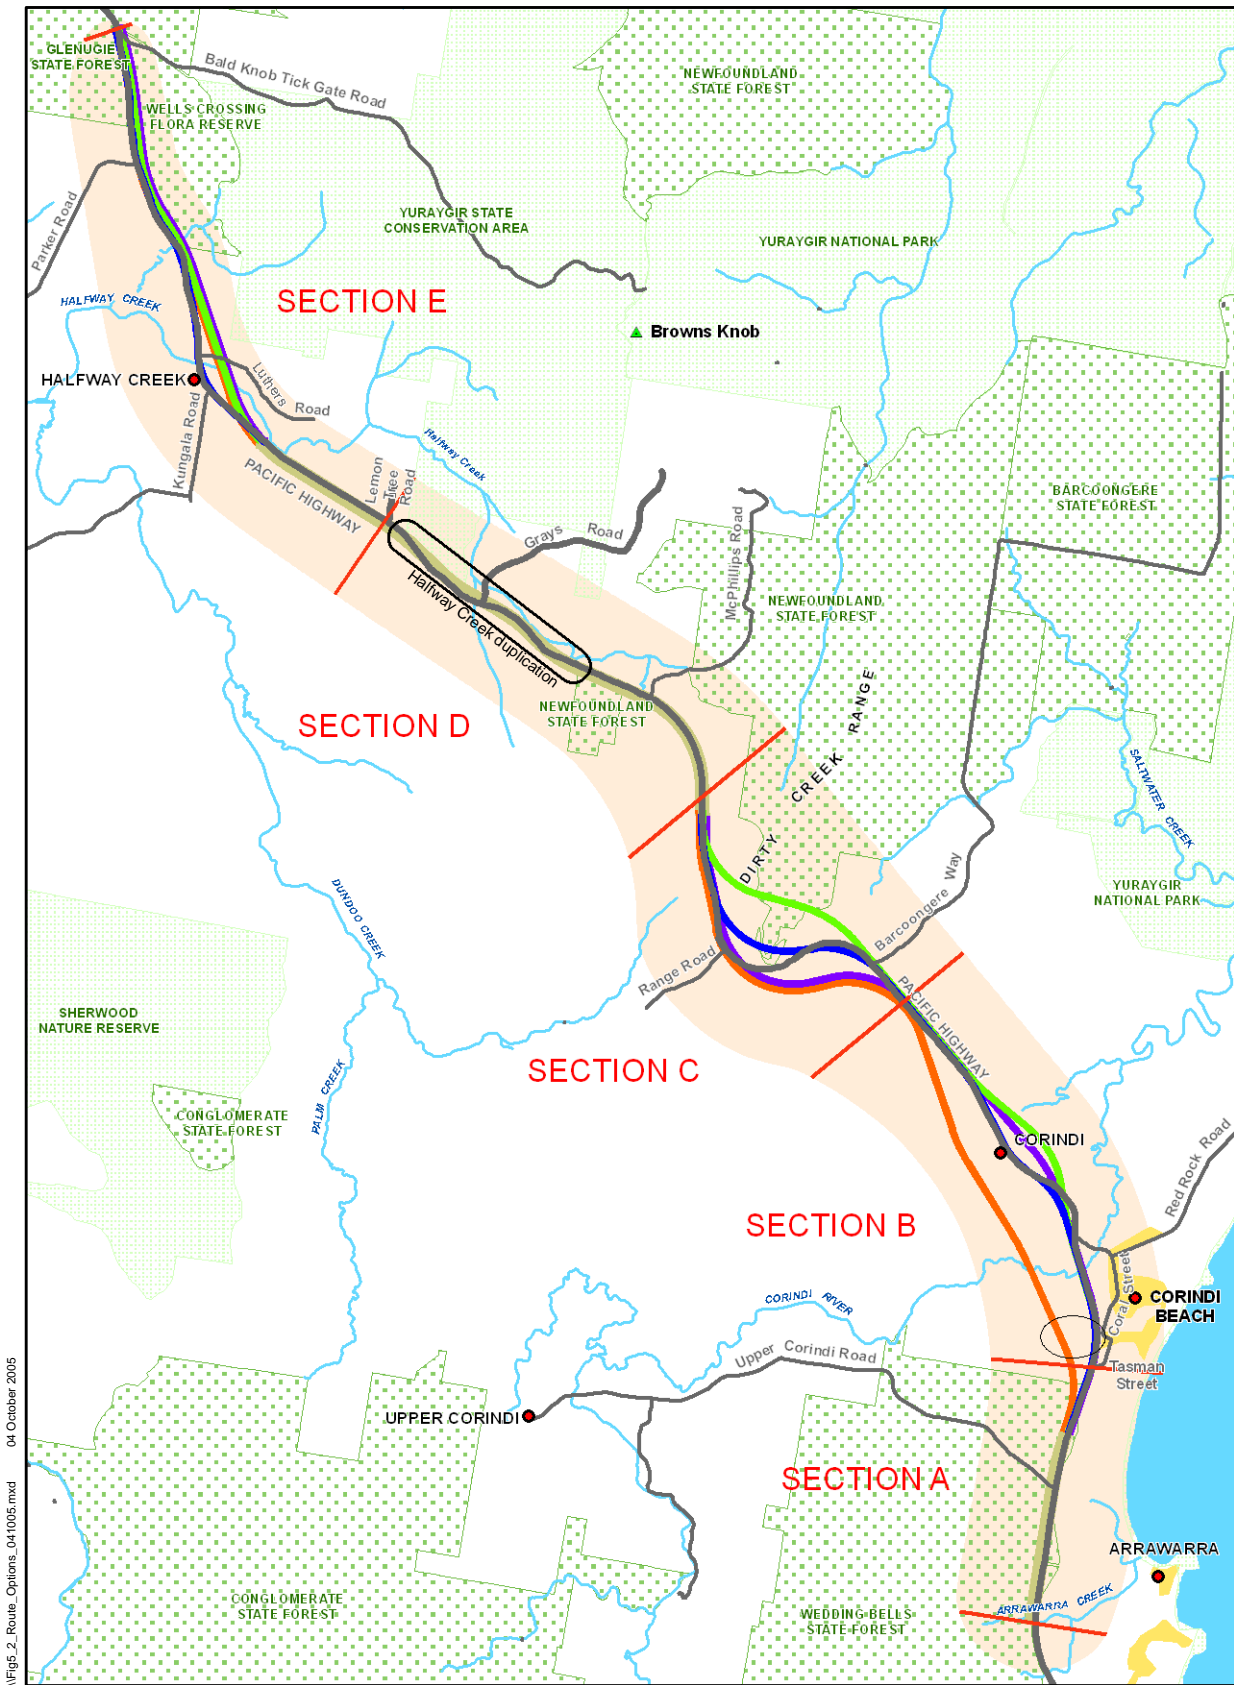 GLENUGIE
STATE FOREST
Bald Knob Tick Gate Road
NEWFOUNDLAND
STATE FOREST
WELLS CROSSING
FLORA RESERVE
Parker Road
YURAYGIR STATE
CONSERVATION AREA
YURAYGIR NATIONAL PARK
HALFWAY CREEK
SECTION E
Browns Knob
HALFWAY CREEK
Luthers
Road
Kungala Road
PACIFIC HIGHWAY
Lemon
Tree
Road
Halfway Creek
Grays Road
McPhillips Road
BARCOONGERE
STATE FOREST
Halfway Creek duplication
NEWFOUNDLAND
STATE FOREST
SECTION D
NEWFOUNDLAND
STATE FOREST
DIRTY CREEK RANGE
SALTWATER CREEK
DUNDOO CREEK
Barcoongere Way
YURAYGIR
NATIONAL PARK
Range Road
SHERWOOD
NATURE RESERVE
PACIFIC HIGHWAY
SECTION C
PALM CREEK
CONGLOMERATE
STATE FOREST
CORINDI
Red Rock Road
SECTION B
CORINDI RIVER
Coral Street
CORINDI
BEACH
Upper Corindi Road
Tasman
Street
UPPER CORINDI
SECTION A
ARRAWARRA
ARRAWARRA CREEK
CONGLOMERATE
STATE FOREST
WEDDING BELLS
STATE FOREST
\\Fig5_2_Route_Options_041005.mxd
04 October 2005